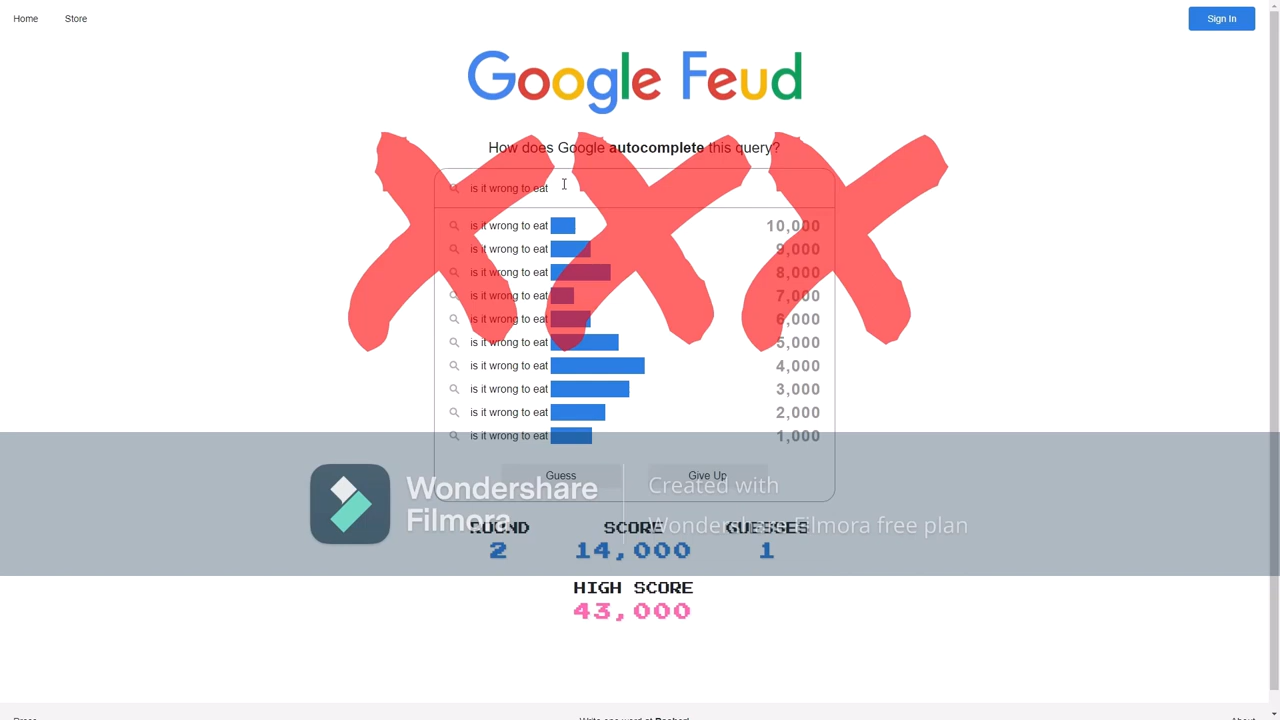 Home Store Sign In
Google Feud
How does Google autocomplete this query?
is it wrong to eat
is it wrong to eat 10,000
is it wrong to eat 9,000
is it wrong to eat 8,000
is it wrong to eat 7,000
is it wrong to eat 6,000
is it wrong to eat 5,000
is it wrong to eat 4,000
is it wrong to eat 3,000
is it wrong to eat 2,000
is it wrong to eat 1,000
Guess Give Up
Wondershare
Filmora
Created with
Wondershare Filmora free plan
ROUND SCORE GUESSES
2 14,000 1
HIGH SCORE
43,000